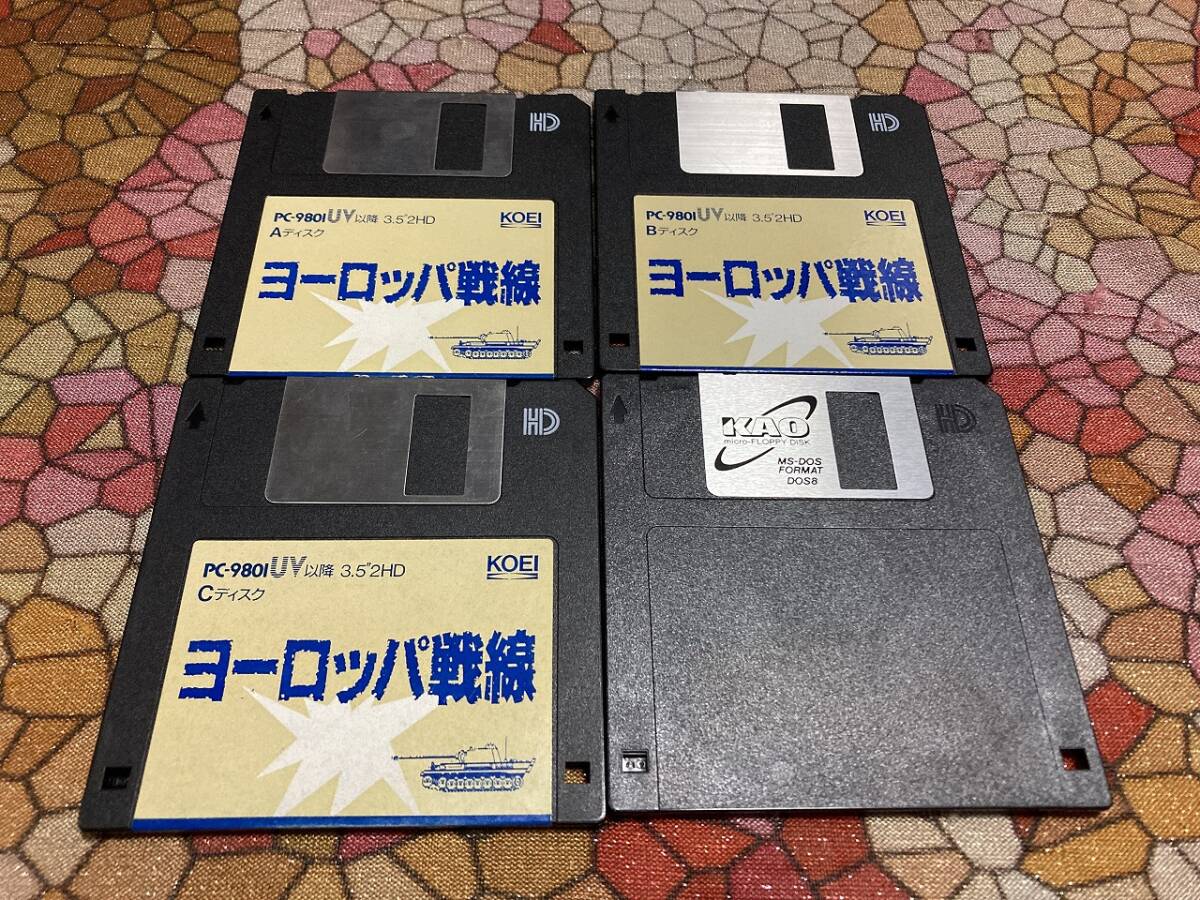 HD
PC-9801UV以降 3.5"2HD
KOEI
Aディスク
ヨーロッパ戦線
HD
PC-9801UV以降 3.5"2HD
KOEI
Bディスク
ヨーロッパ戦線
HD
PC-9801UV以降 3.5"2HD
KOEI
Cディスク
ヨーロッパ戦線
KAO
micro-FLOPPY DISK
MS-DOS
FORMAT
DOS8
HD